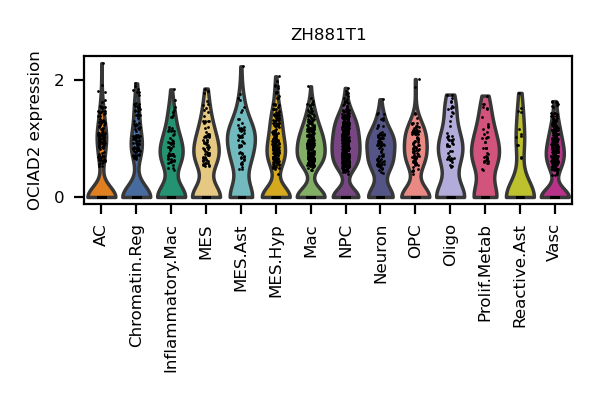 ZH881T1
OCIAD2 expression
2
0
AC
Chromatin.Reg
Inflammatory.Mac
MES
MES.Ast
MES.Hyp
Mac
NPC
Neuron
OPC
Oligo
Prolif.Metab
Reactive.Ast
Vasc